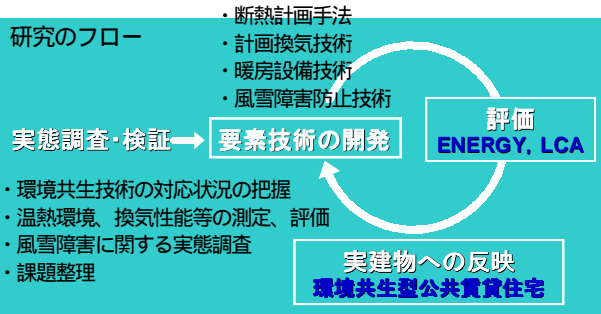 研究のフロー
・断熱計画手法
・計画換気技術
・暖房設備技術
・風雪障害防止技術
実態調査・検証
要素技術の開発
評価
ENERGY, LCA
・環境共生技術の対応状況の把握
・温熱環境、換気性能等の測定、評価
・風雪障害に関する実態調査
・課題整理
実建物への反映
環境共生型公共賃貸住宅